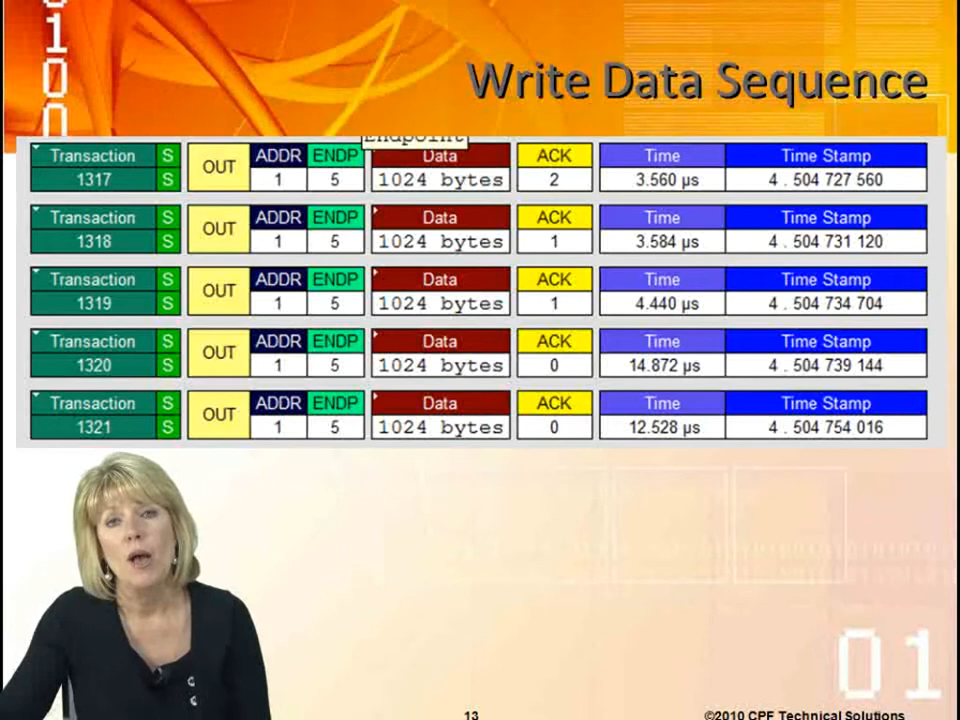 0100
Write Data Sequence
Endpoint
Transaction S OUT ADDR ENDP Data ACK Time Time Stamp
1317 S 1 5 1024 bytes 2 3.560 µs 4 . 504 727 560
Transaction S OUT ADDR ENDP Data ACK Time Time Stamp
1318 S 1 5 1024 bytes 1 3.584 µs 4 . 504 731 120
Transaction S OUT ADDR ENDP Data ACK Time Time Stamp
1319 S 1 5 1024 bytes 1 4.440 µs 4 . 504 734 704
Transaction S OUT ADDR ENDP Data ACK Time Time Stamp
1320 S 1 5 1024 bytes 0 14.872 µs 4 . 504 739 144
Transaction S OUT ADDR ENDP Data ACK Time Time Stamp
1321 S 1 5 1024 bytes 0 12.528 µs 4 . 504 754 016
01
13
©2010 CPF Technical Solutions